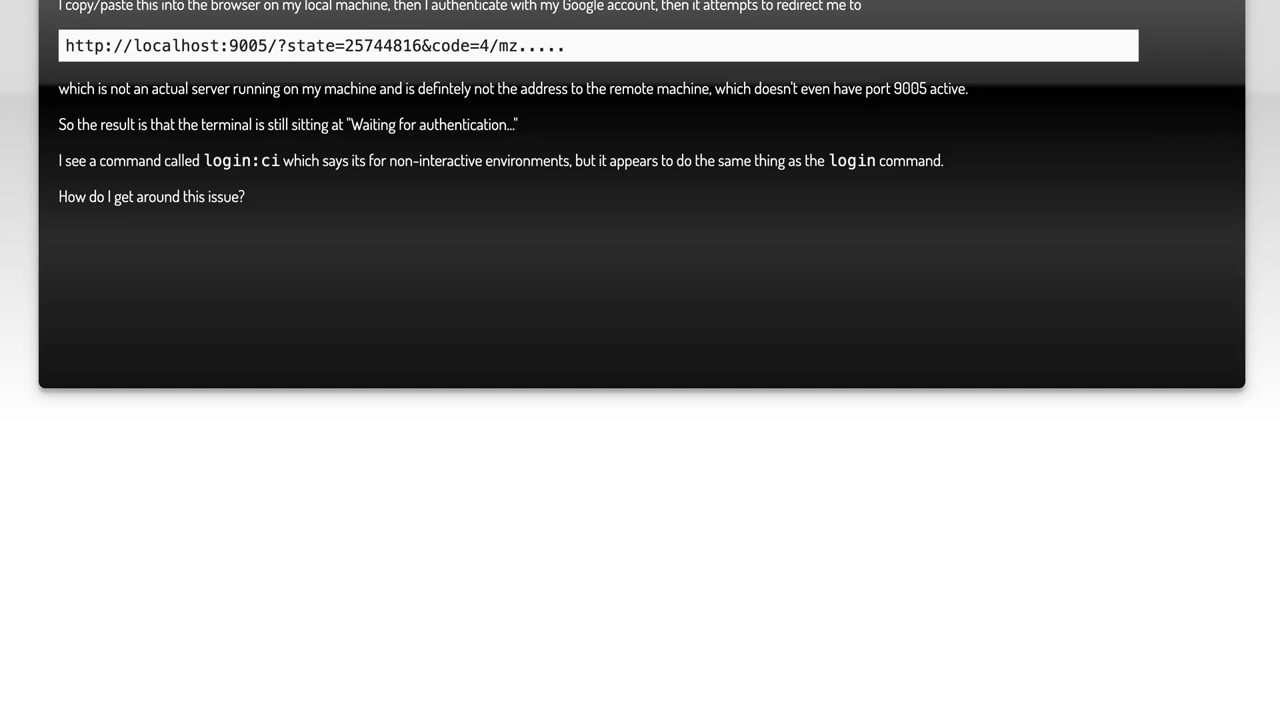 I copy/paste this into the browser on my local machine, then I authenticate with my Google account, then it attempts to redirect me to
http://localhost:9005/?state=25744816&code=4/mz.....
which is not an actual server running on my machine and is defintely not the address to the remote machine, which doesn't even have port 9005 active.
So the result is that the terminal is still sitting at "Waiting for authentication..."
I see a command called login:ci which says its for non-interactive environments, but it appears to do the same thing as the login command.
How do I get around this issue?